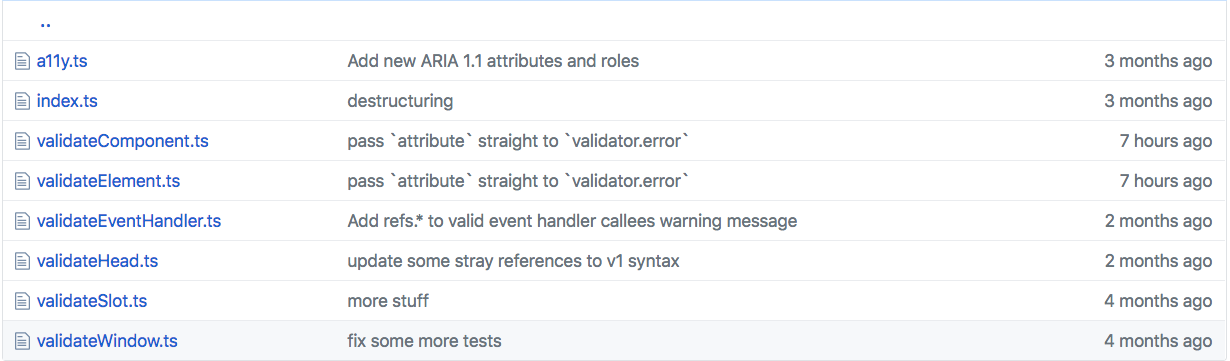 ..
a11y.ts Add new ARIA 1.1 attributes and roles 3 months ago
index.ts destructuring 3 months ago
validateComponent.ts pass `attribute` straight to `validator.error` 7 hours ago
validateElement.ts pass `attribute` straight to `validator.error` 7 hours ago
validateEventHandler.ts Add refs.* to valid event handler callees warning message 2 months ago
validateHead.ts update some stray references to v1 syntax 2 months ago
validateSlot.ts more stuff 4 months ago
validateWindow.ts fix some more tests 4 months ago